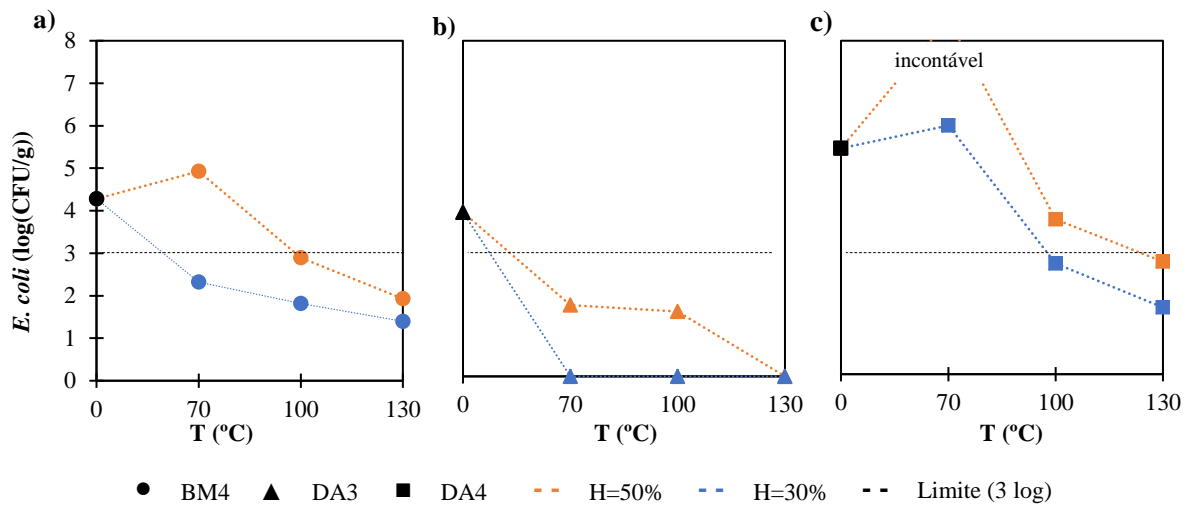 a)
b)
c)
E. coli (log(CFU/g))
8
7
6
5
4
3
2
1
0
incontável
0 70 100 130
0 70 100 130
0 70 100 130
T (ºC)
T (ºC)
T (ºC)
BM4 DA3 DA4 H=50% H=30% Limite (3 log)